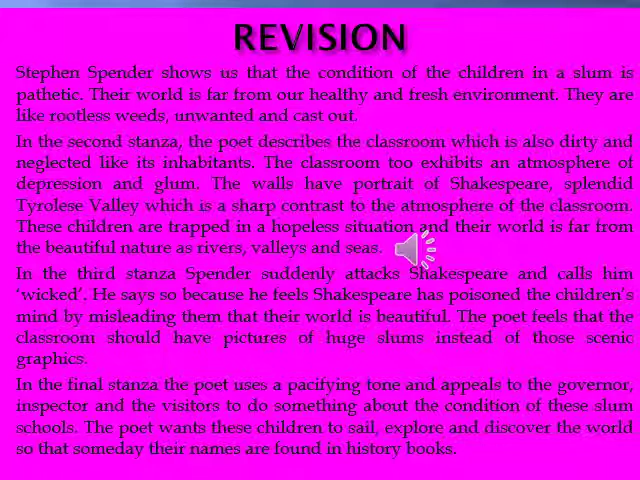 REVISION
Stephen Spender shows us that the condition of the children in a slum is
pathetic. Their world is far from our healthy and fresh environment. They are
like rootless weeds, unwanted and cast out.
In the second stanza, the poet describes the classroom which is also dirty and
neglected like its inhabitants. The classroom too exhibits an atmosphere of
depression and glum. The walls have portrait of Shakespeare, splendid
Tyrolese Valley which is a sharp contrast to the atmosphere of the classroom.
These children are trapped in a hopeless situation and their world is far from
the beautiful nature as rivers, valleys and seas.
In the third stanza Spender suddenly attacks Shakespeare and calls him
‘wicked’. He says so because he feels Shakespeare has poisoned the children’s
mind by misleading them that their world is beautiful. The poet feels that the
classroom should have pictures of huge slums instead of those scenic
graphics.
In the final stanza the poet uses a pacifying tone and appeals to the governor,
inspector and the visitors to do something about the condition of these slum
schools. The poet wants these children to sail, explore and discover the world
so that someday their names are found in history books.